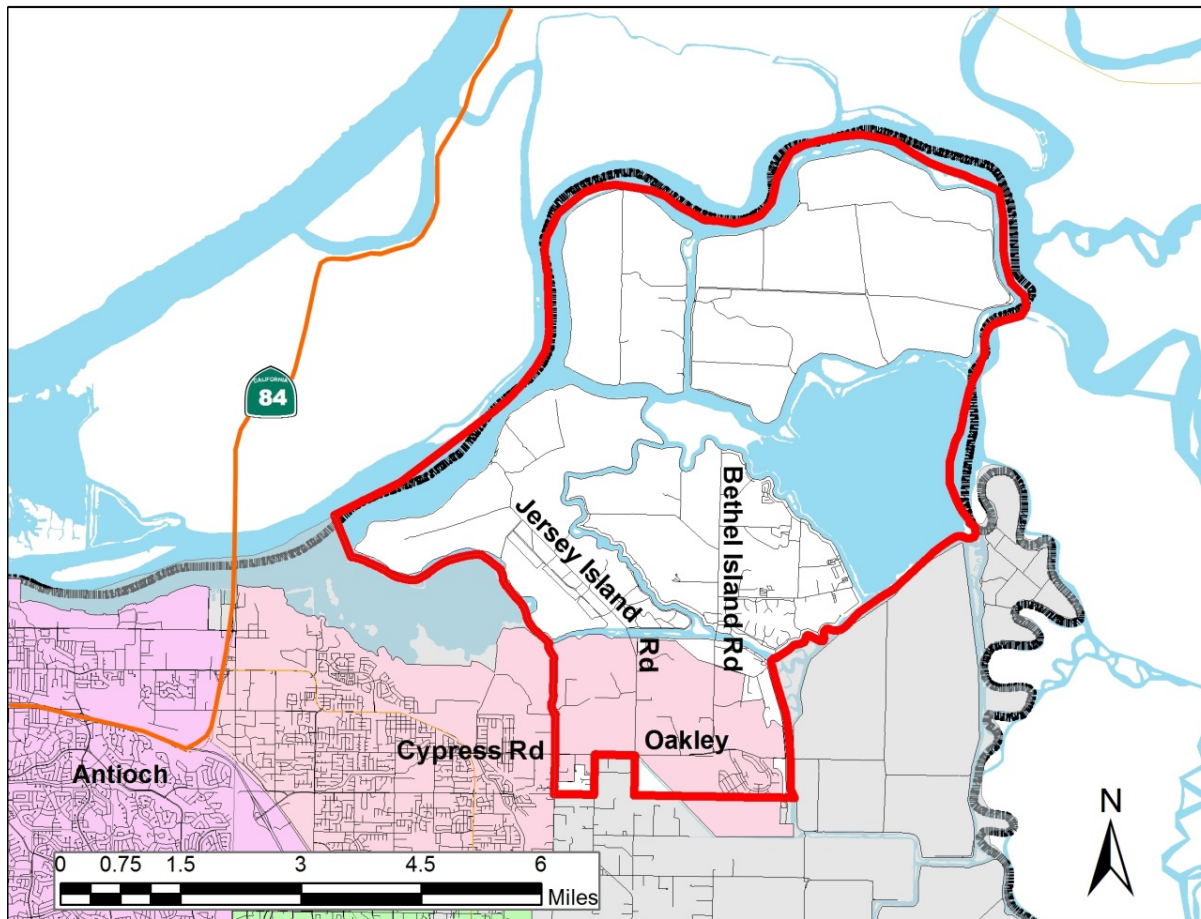 CALIFORNIA
84
Jersey Island Rd
Bethel Island Rd
Cypress Rd
Oakley
Antioch
N
0 0.75 1.5 3 4.5 6
Miles